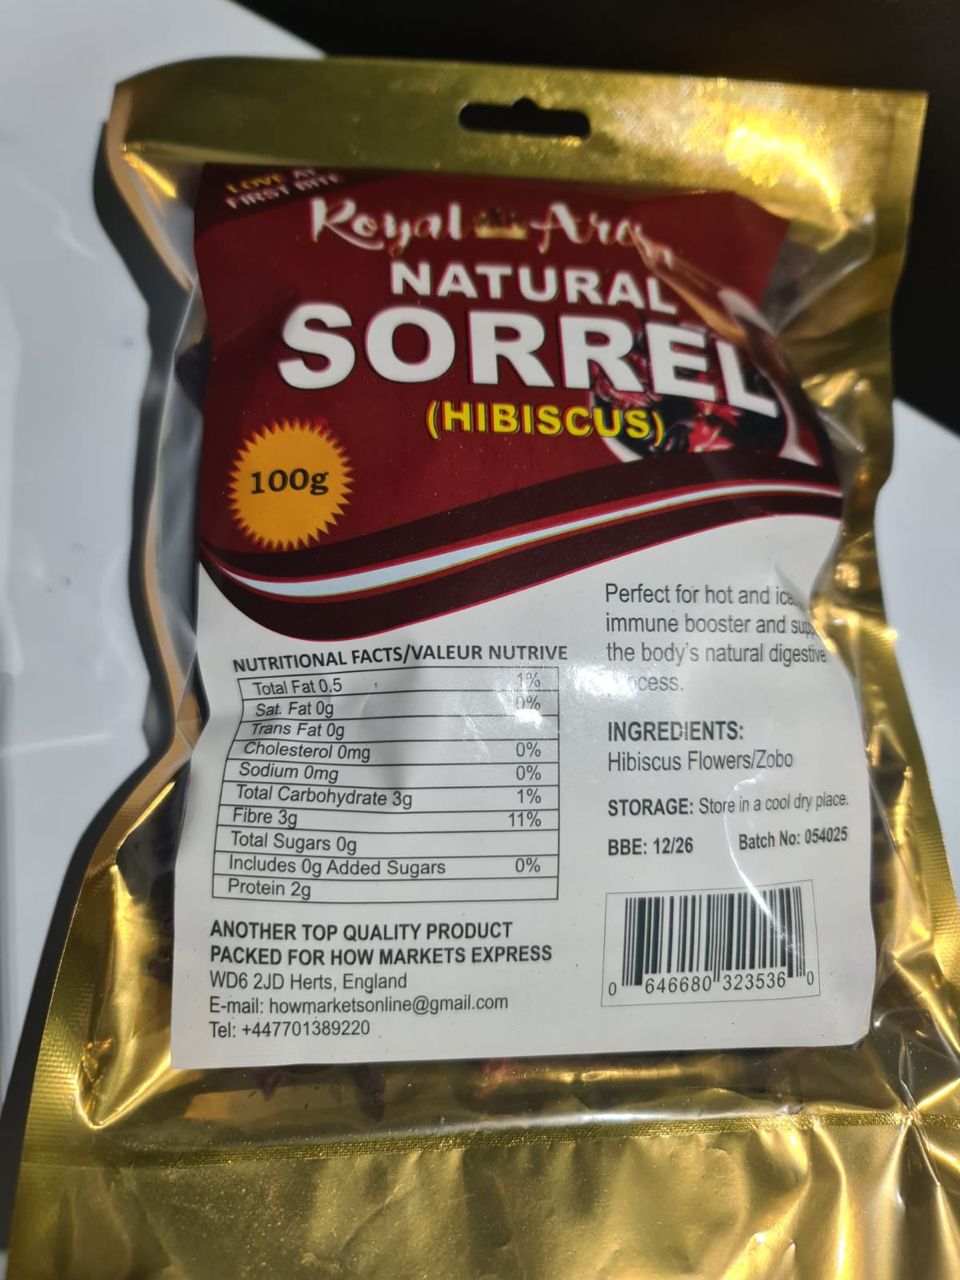 LOVE AT
FIRST BITE
Royal
NATURAL
SORREL
(HIBISCUS)
100g
Perfect for hot and
immune booster and
the body's natural digestive
NUTRITIONAL FACTS/VALEUR NUTRIVE
Total Fat 0.5 1%
Sat. Fat 0g 0%
Trans Fat 0g
Cholesterol 0mg 0%
Sodium 0mg 0%
Total Carbohydrate 3g 1%
Fibre 3g 11%
Total Sugars 0g
Includes 0g Added Sugars 0%
Protein 2g
INGREDIENTS:
Hibiscus Flowers/Zobo
STORAGE: Store in a cool dry place.
BBE: 12/26 Batch No: 054025
ANOTHER TOP QUALITY PRODUCT
PACKED FOR HOW MARKETS EXPRESS
WD6 2JD Herts, England
E-mail: howmarketsonline@gmail.com
Tel: +447701389220
0 646680 323536 0